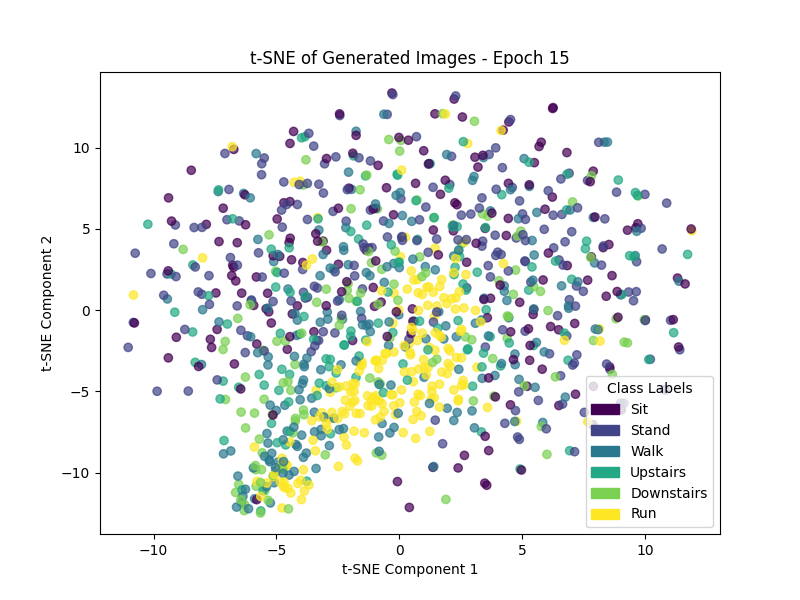 t-SNE of Generated Images - Epoch 15
t-SNE Component 2
10
5
0
−5
−10
Class Labels
Sit
Stand
Walk
Upstairs
Downstairs
Run
−10
−5
0
5
10
t-SNE Component 1